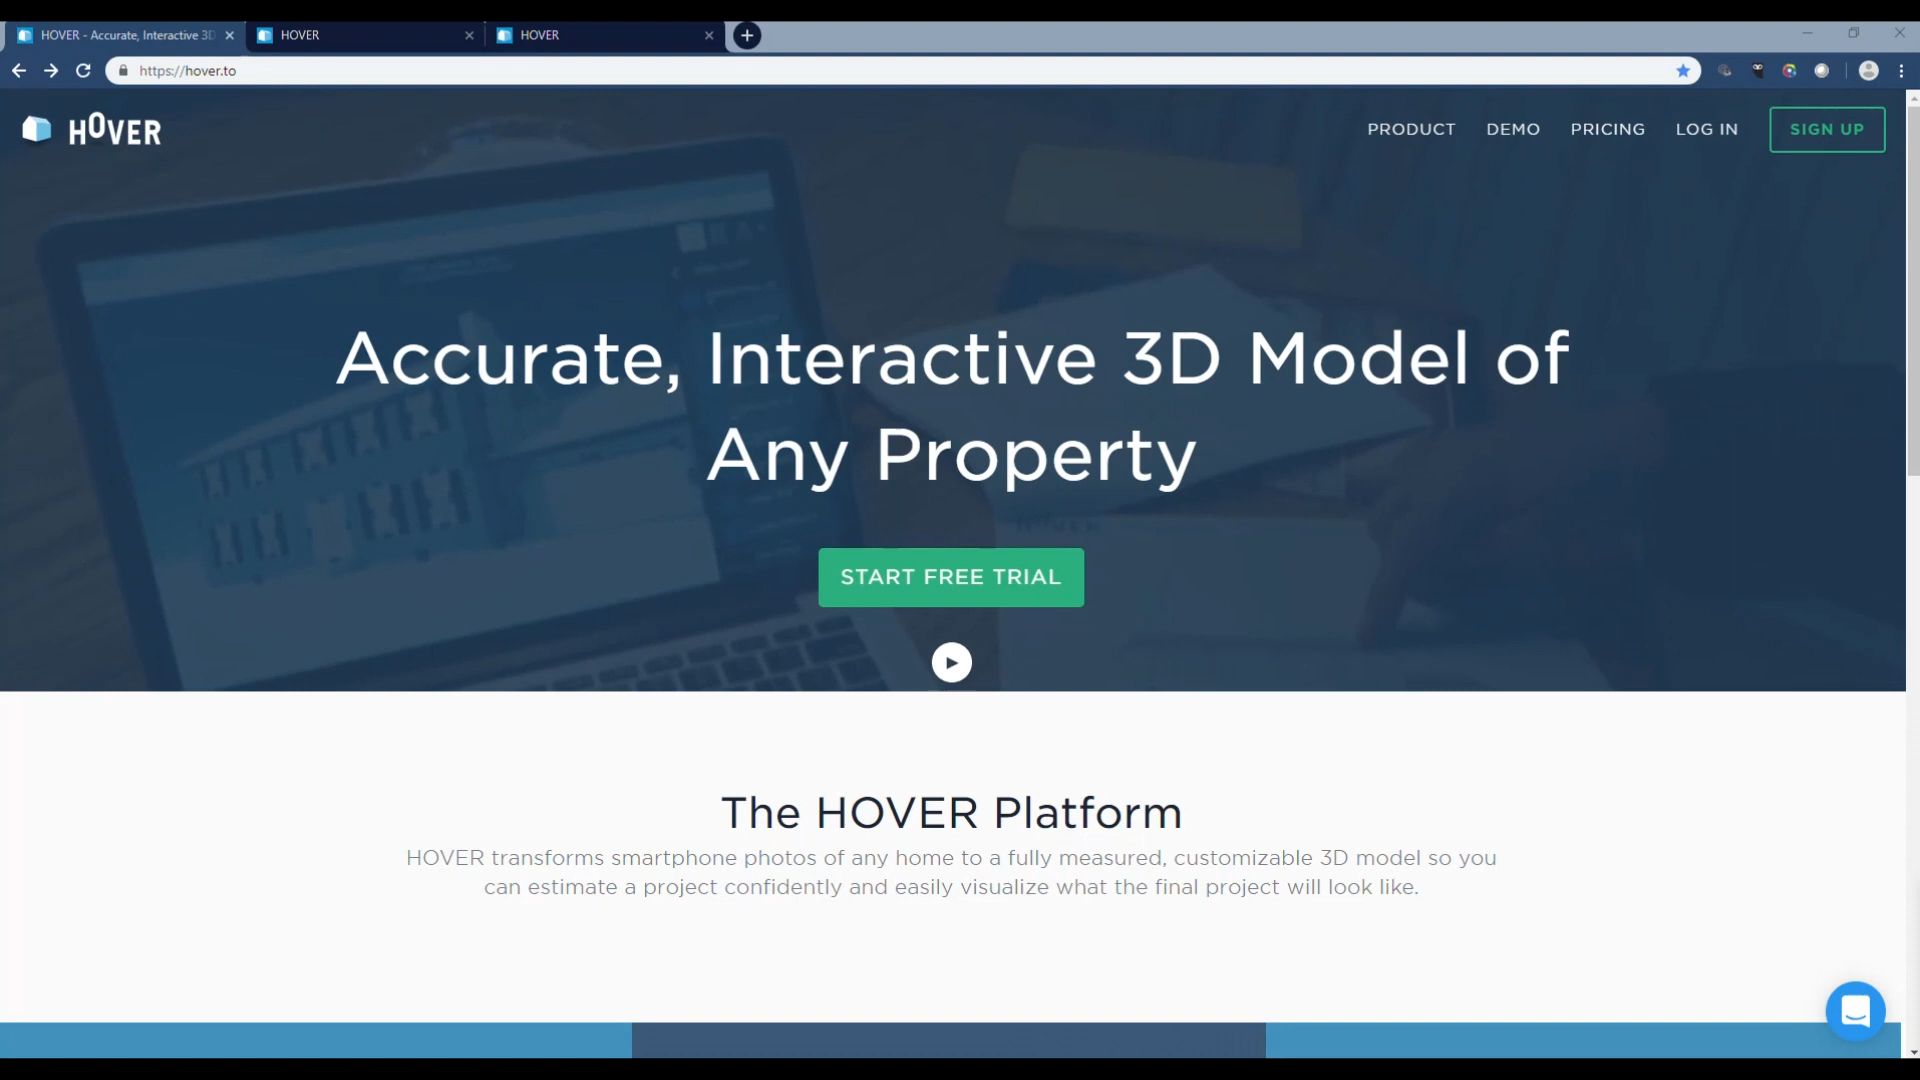 HOVER - Accurate, Interactive 3D
HOVER
HOVER
https://hover.to
HOVER
PRODUCT
DEMO
PRICING
LOG IN
SIGN UP
Accurate, Interactive 3D Model of
Any Property
START FREE TRIAL
The HOVER Platform
HOVER transforms smartphone photos of any home to a fully measured, customizable 3D model so you
can estimate a project confidently and easily visualize what the final project will look like.